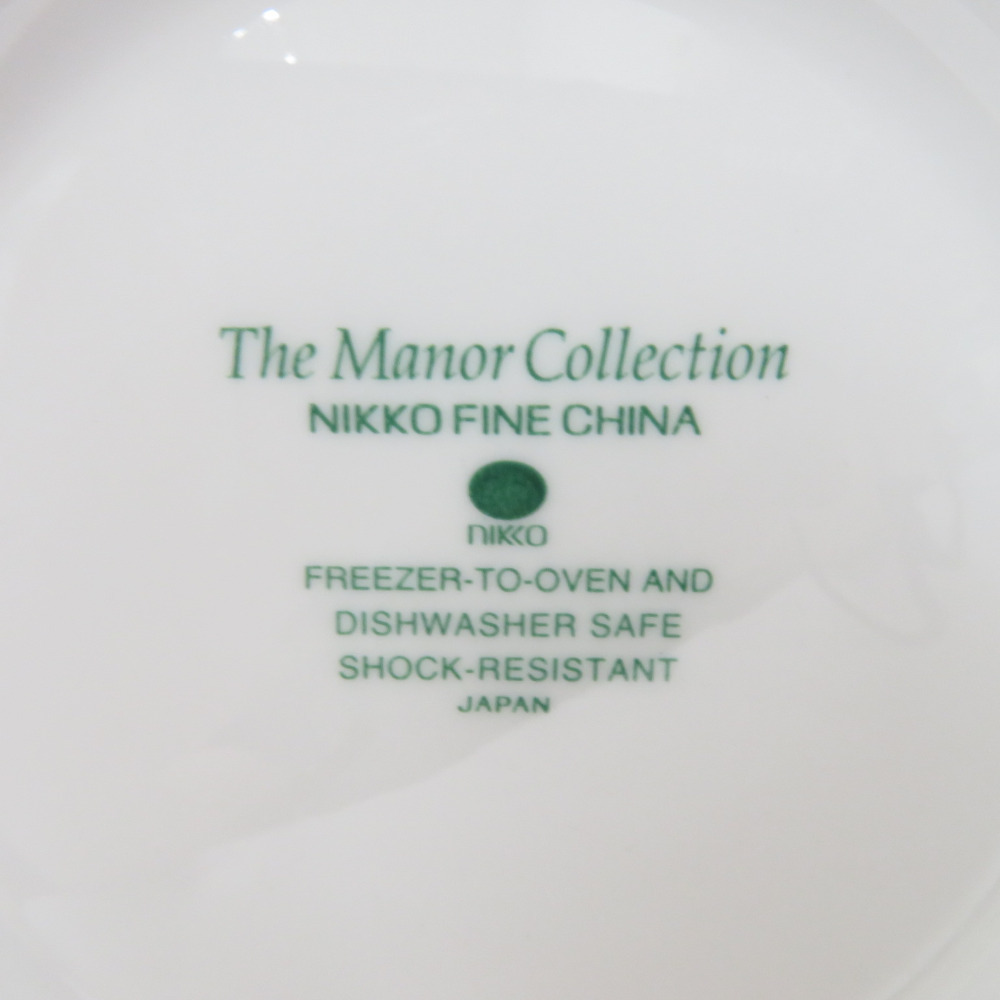 The Manor Collection
NIKKO FINE CHINA
NIKKO
FREEZER-TO-OVEN AND
DISHWASHER SAFE
SHOCK-RESISTANT
JAPAN